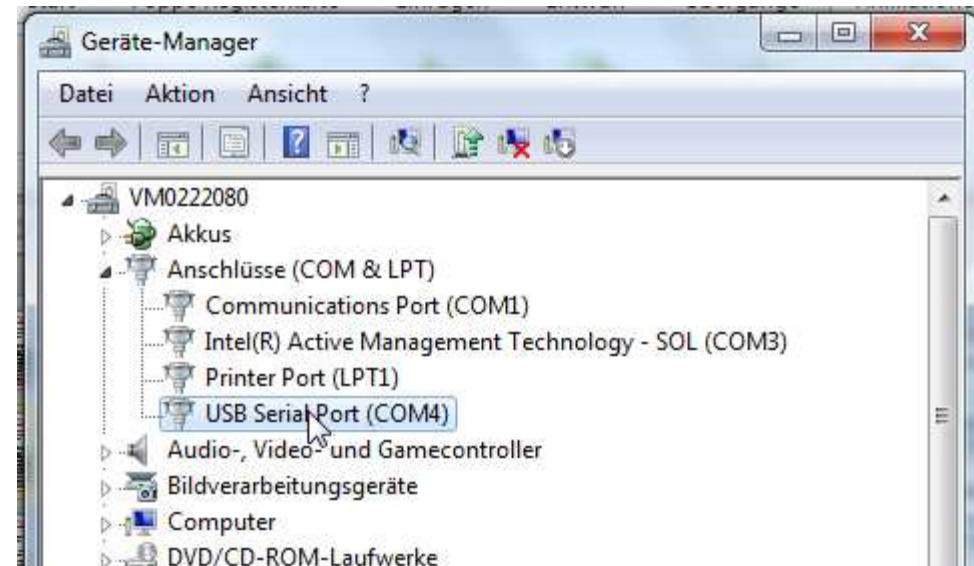 Geräte-Manager
Datei Aktion Ansicht ?
VM0222080
Akkus
Anschlüsse (COM & LPT)
Communications Port (COM1)
Intel(R) Active Management Technology - SOL (COM3)
Printer Port (LPT1)
USB Serial Port (COM4)
Audio-, Video- und Gamecontroller
Bildverarbeitungsgeräte
Computer
DVD/CD-ROM-Laufwerke